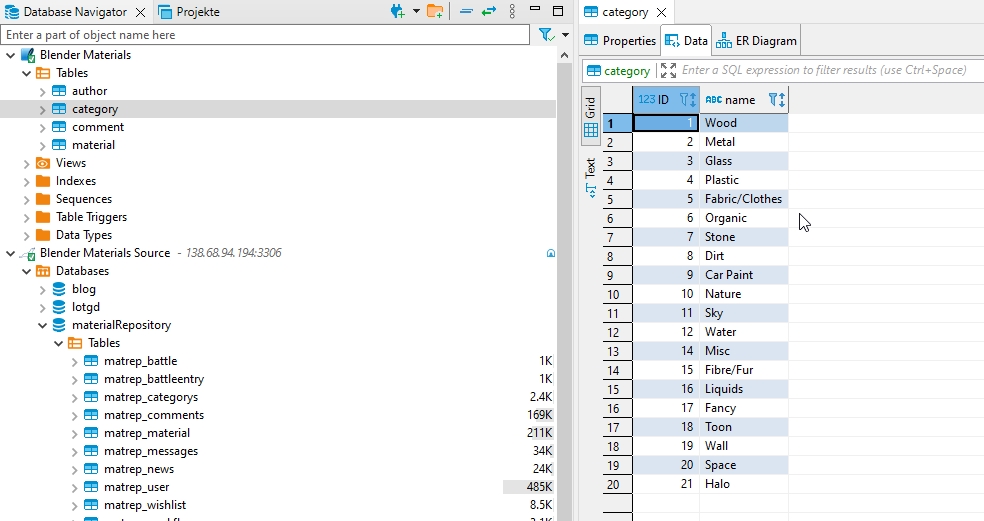 Database Navigator
Projekte
Enter a part of object name here
Blender Materials
Tables
author
category
comment
material
Views
Indexes
Sequences
Table Triggers
Data Types
Blender Materials Source - 138.68.94.194:3306
Databases
blog
lotgd
materialRepository
Tables
matrep_battle 1K
matrep_battleentry 1K
matrep_categorys 2.4K
matrep_comments 169K
matrep_material 211K
matrep_messages 34K
matrep_news 24K
matrep_user 485K
matrep_wishlist 8.5K
category
Properties Data ER Diagram
category Enter a SQL expression to filter results (use Ctrl+Space)
Grid
Text
123 ID ABC name
1 1 Wood
2 2 Metal
3 3 Glass
4 4 Plastic
5 5 Fabric/Clothes
6 6 Organic
7 7 Stone
8 8 Dirt
9 9 Car Paint
10 10 Nature
11 11 Sky
12 12 Water
13 14 Misc
14 15 Fibre/Fur
15 16 Liquids
16 17 Fancy
17 18 Toon
18 19 Wall
19 20 Space
20 21 Halo